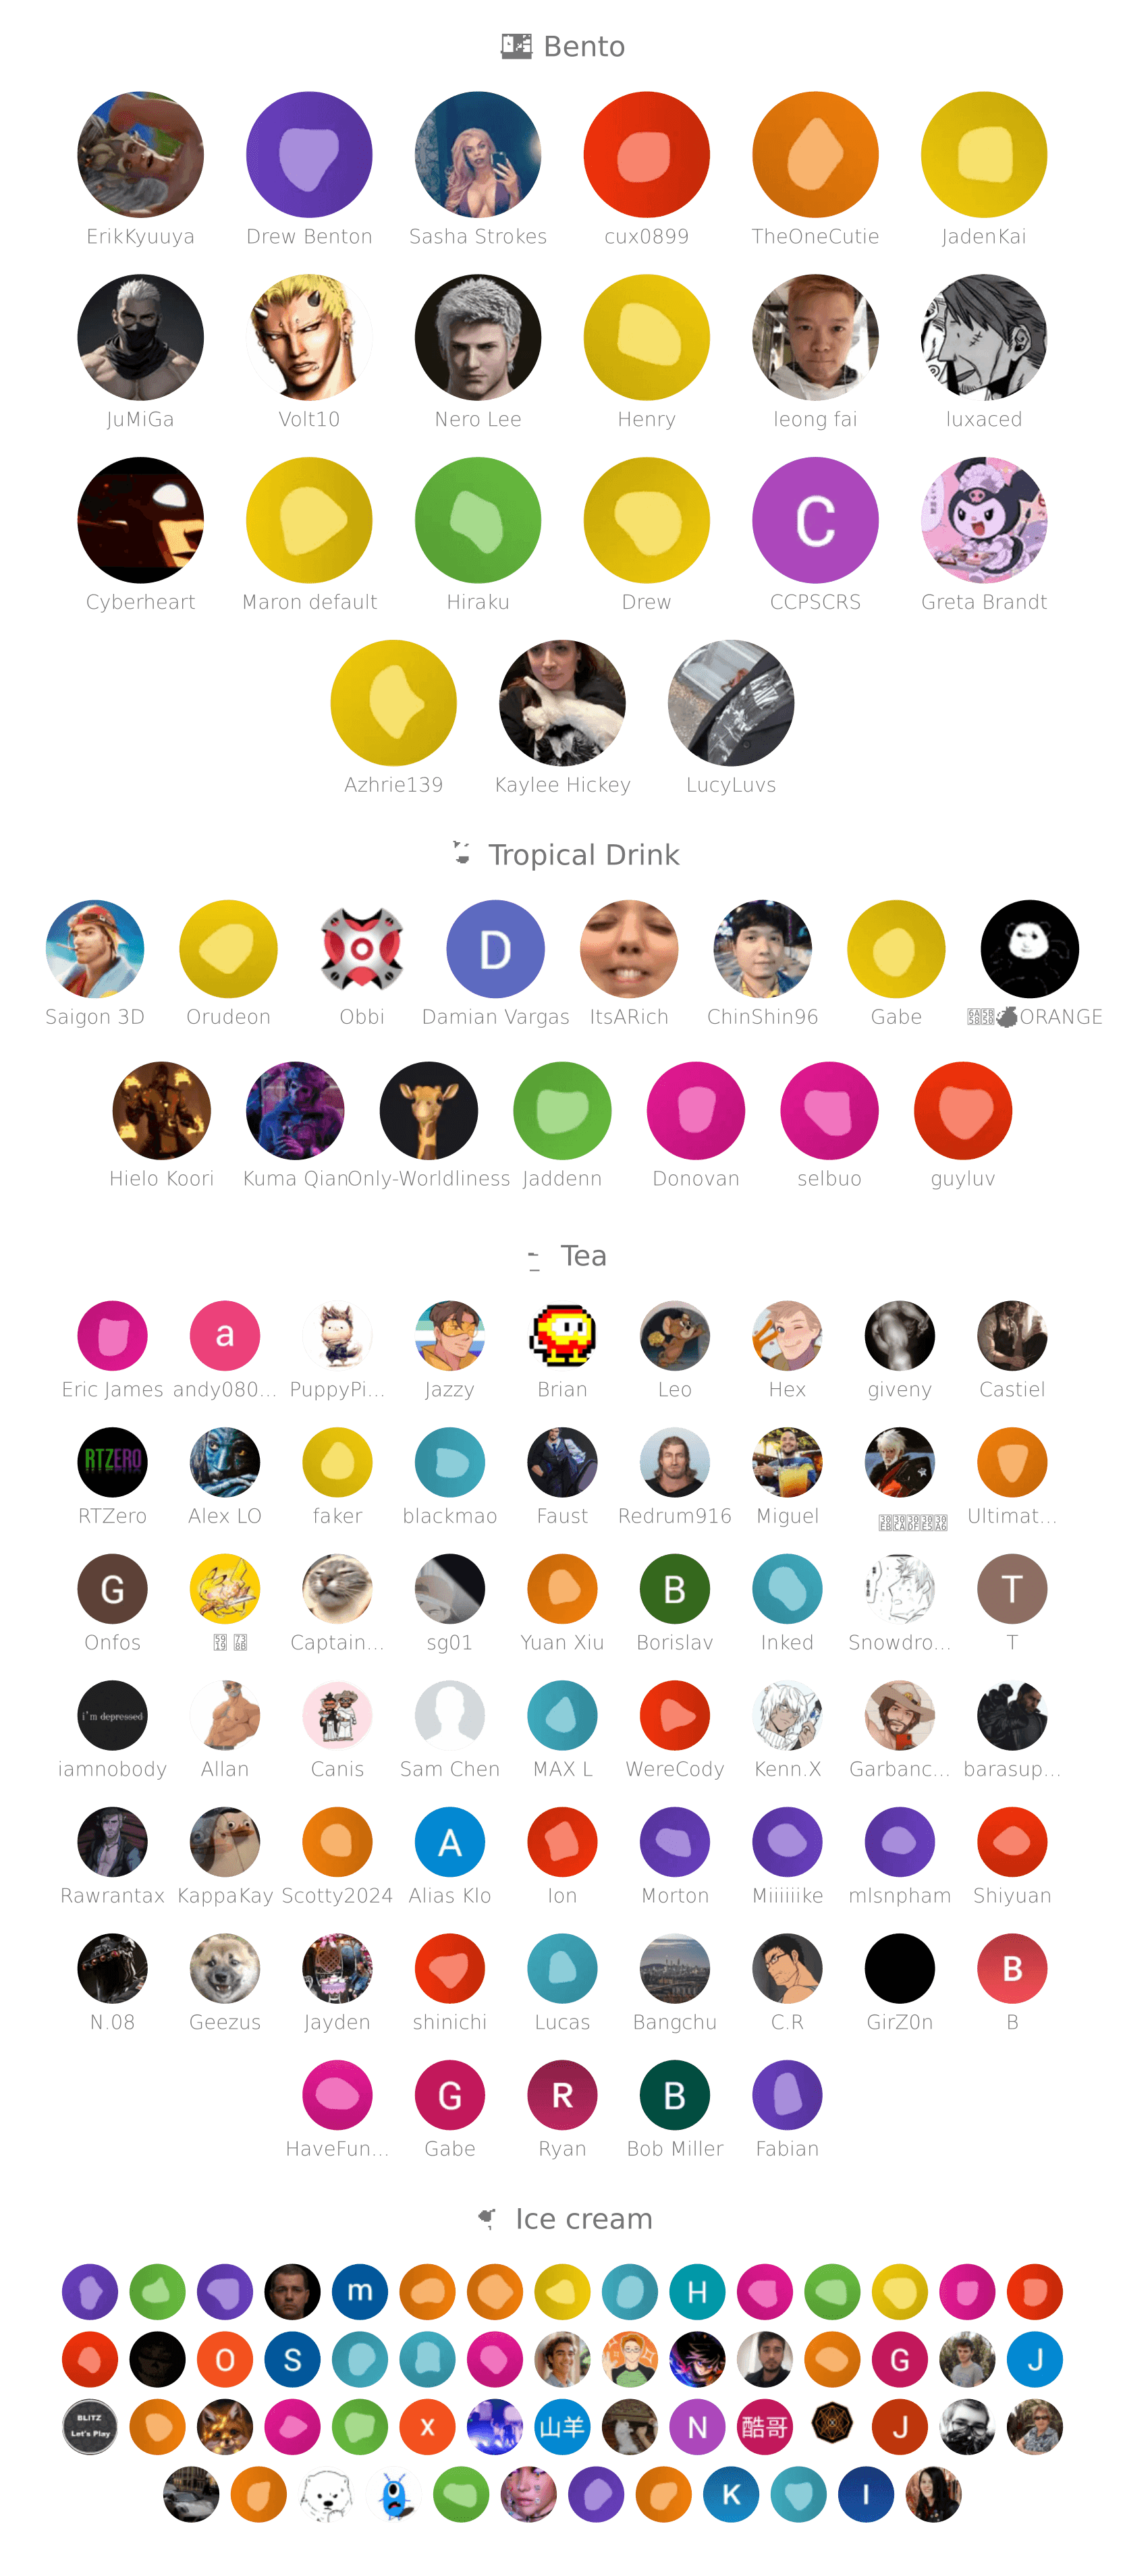 Bento
ErikKyuuya Drew Benton Sasha Strokes cux0899 TheOneCutie JadenKai
JuMiGa Volt10 Nero Lee Henry leong fai luxaced
C
Cyberheart Maron default Hiraku Drew CCPSCRS Greta Brandt
Azhrie139 Kaylee Hickey LucyLuvs
Tropical Drink
D
Saigon 3D Orudeon Obbi Damian Vargas ItsARich ChinShin96 Gabe ORANGE
Hielo Koori Kuma Qian Only-Worldliness Jaddenn Donovan selbuo guyluv
Tea
a
Eric James andy080... PuppyPi... Jazzy Brian Leo Hex giveny Castiel
RTZERO
RTZero Alex LO faker blackmao Faust Redrum916 Miguel Ultimat...
G B T
Onfos Captain... sg01 Yuan Xiu Borislav Inked Snowdro... T
i'm depressed
iamnobody Allan Canis Sam Chen MAX L WereCody Kenn.X Garbanc... barasup...
A
Rawrantax KappaKay Scotty2024 Alias Klo Ion Morton Miiiiiike mlsnpham Shiyuan
B
N.08 Geezus Jayden shinichi Lucas Bangchu C.R GirZ0n B
G R B
HaveFun... Gabe Ryan Bob Miller Fabian
Ice cream
m H
O S G J
BLITZ
Let's Play x 山羊 N 酷哥 J
K I